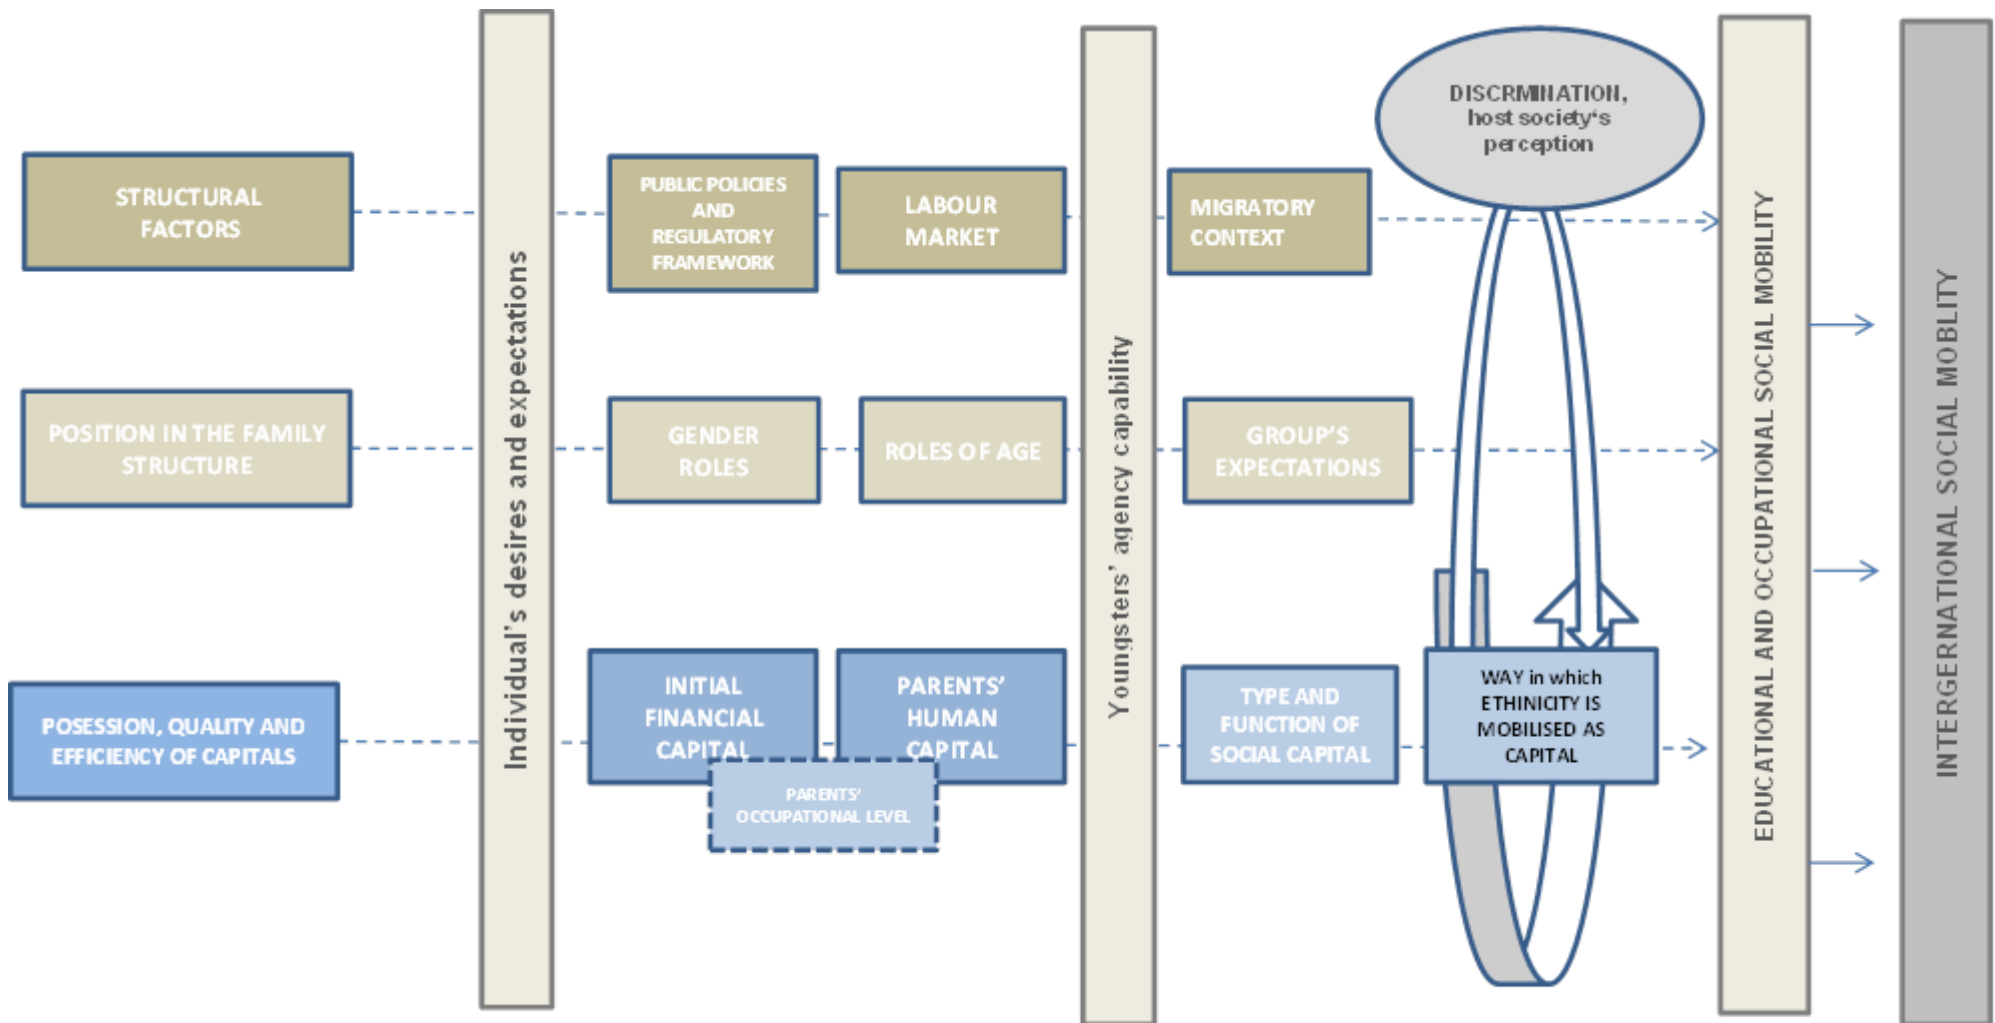 STRUCTURAL
FACTORS
POSITION IN THE FAMILY
STRUCTURE
POSESSION, QUALITY AND
EFFICIENCY OF CAPITALS
Individual's desires and expectations
PUBLIC POLICIES
AND
REGULATORY
FRAMEWORK
LABOUR
MARKET
GENDER
ROLES
ROLES OF AGE
INITIAL
FINANCIAL
CAPITAL
PARENTS'
HUMAN
CAPITAL
PARENTS'
OCCUPATIONAL LEVEL
Youngsters' agency capability
MIGRATORY
CONTEXT
GROUP'S
EXPECTATIONS
TYPE AND
FUNCTION OF
SOCIAL CAPITAL
DISCRMINATION,
host society‘s
perception
WAY in which
ETHINICITY IS
MOBILISED AS
CAPITAL
EDUCATIONAL AND OCCUPATIONAL SOCIAL MOBILITY
INTERGERNATIONAL SOCIAL MOBLITY